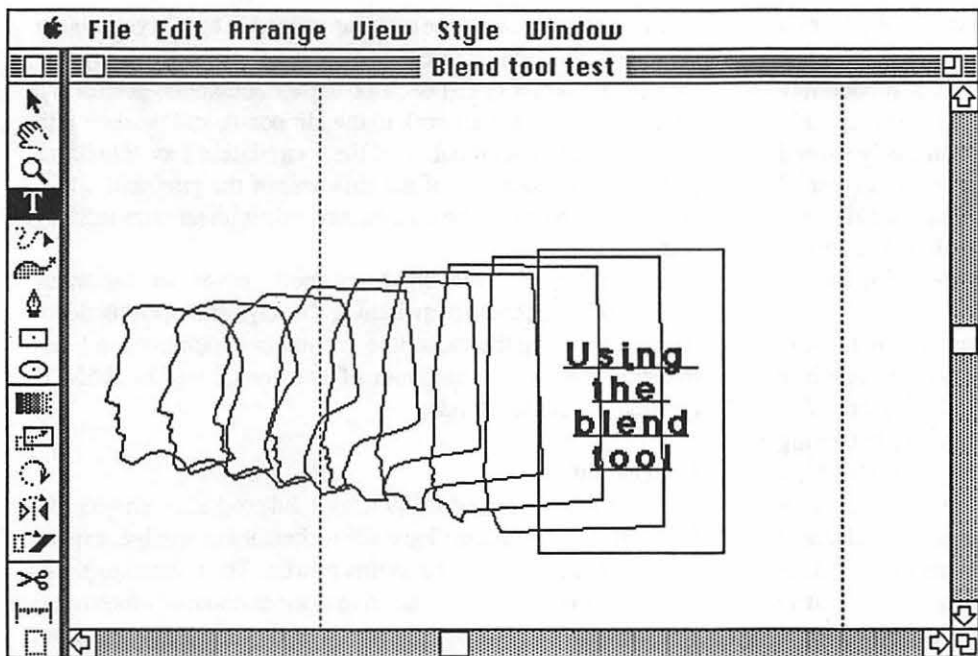 File Edit Arrange View Style Window
Blend tool test
T
Using
the
blend
tool